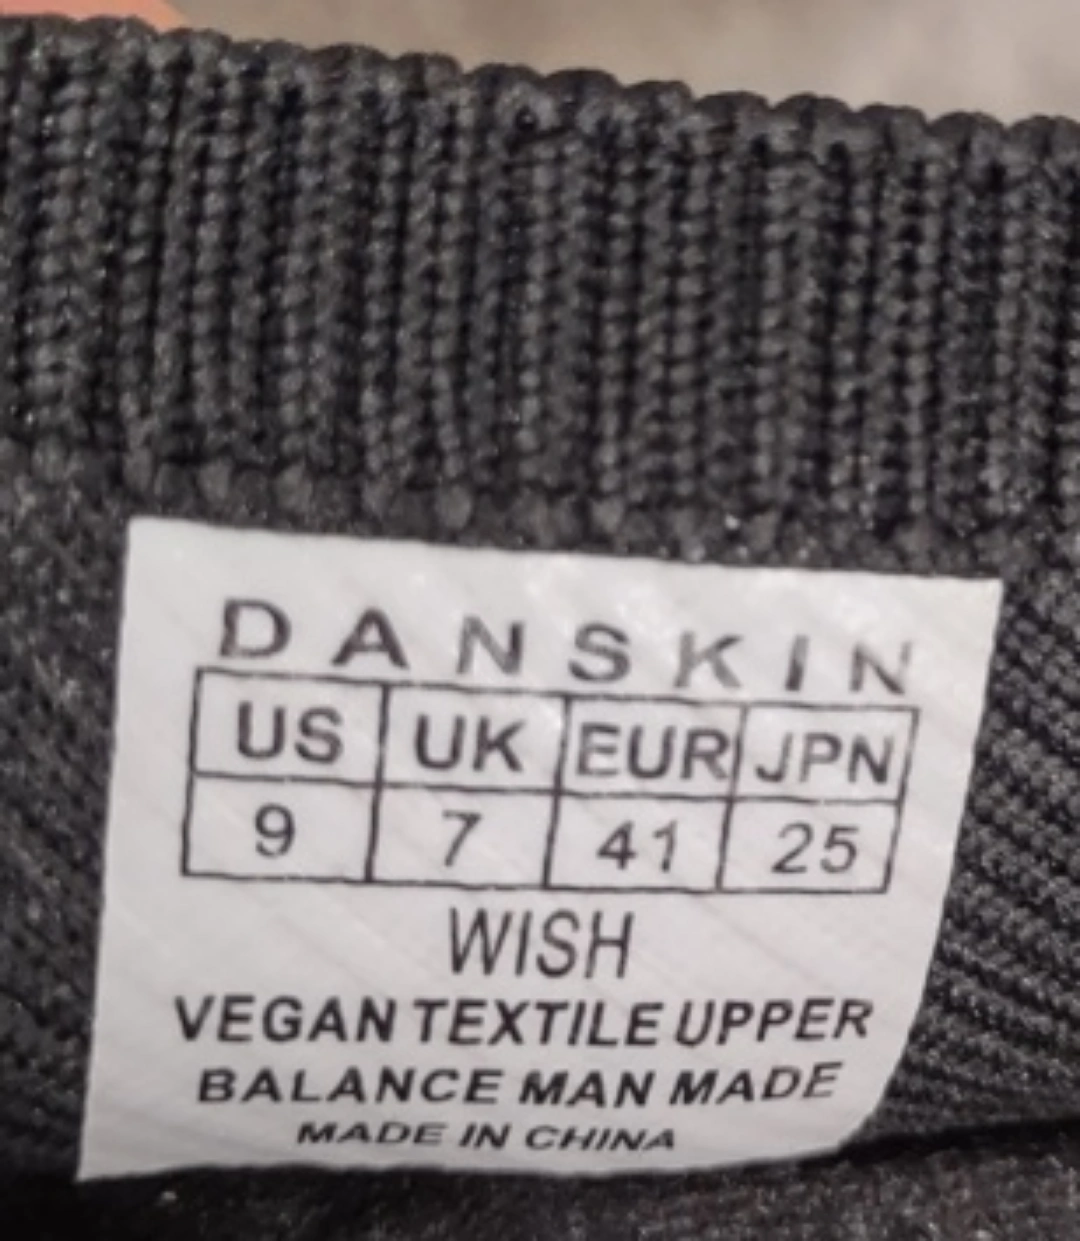 DANSKIN
US UK EUR JPN
9 7 41 25
WISH
VEGAN TEXTILE UPPER
BALANCE MAN MADE
MADE IN CHINA